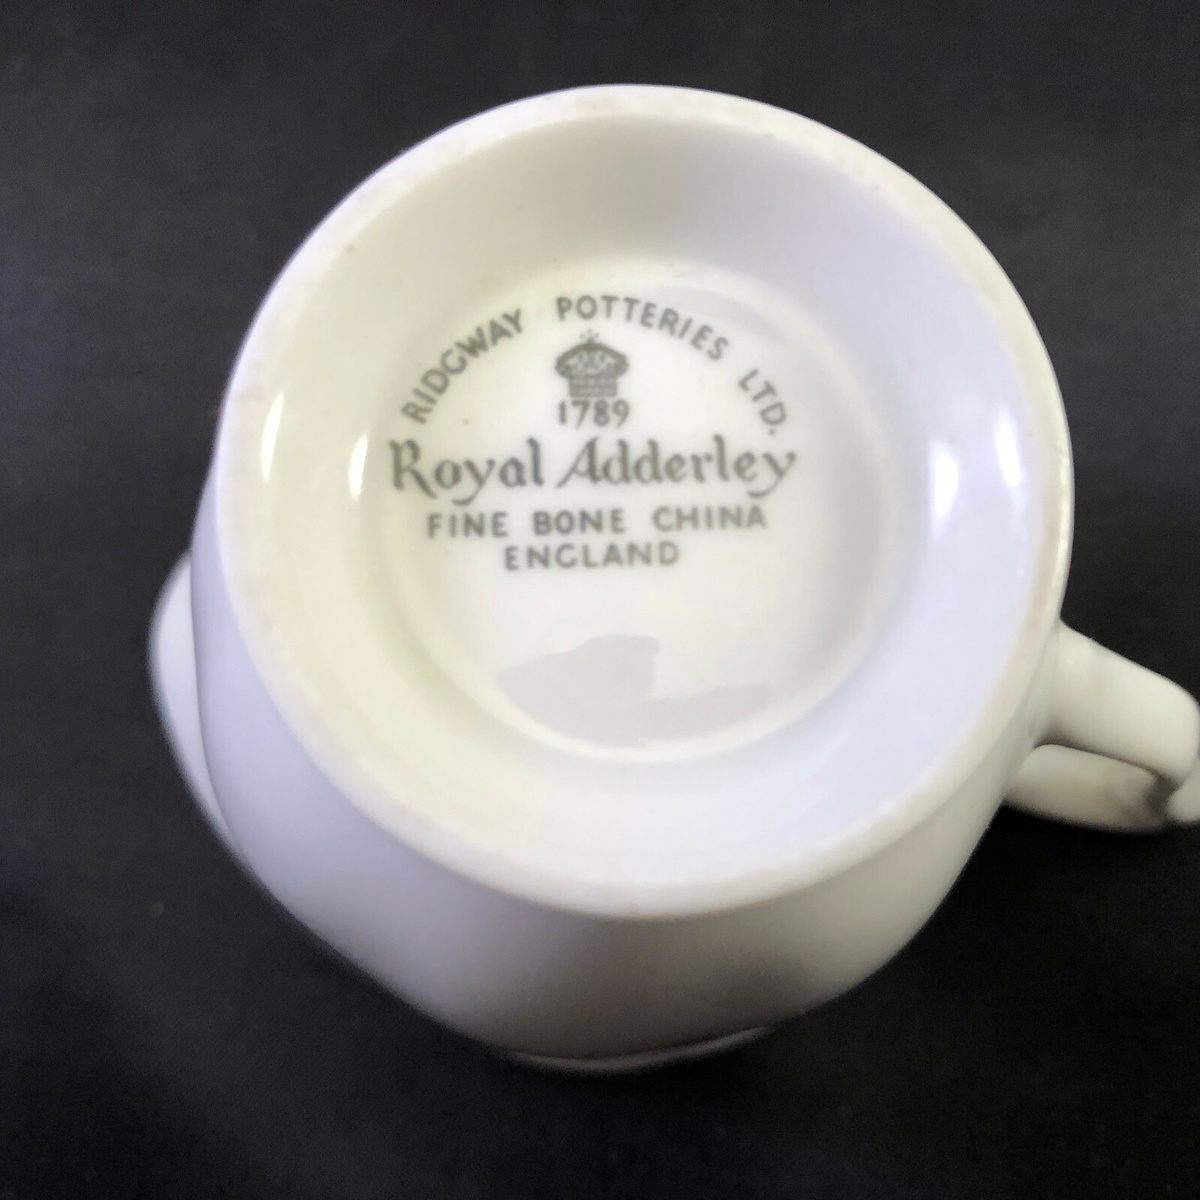 RIDGWAY POTTERIES LTD.
1789
Royal Adderley
FINE BONE CHINA
ENGLAND